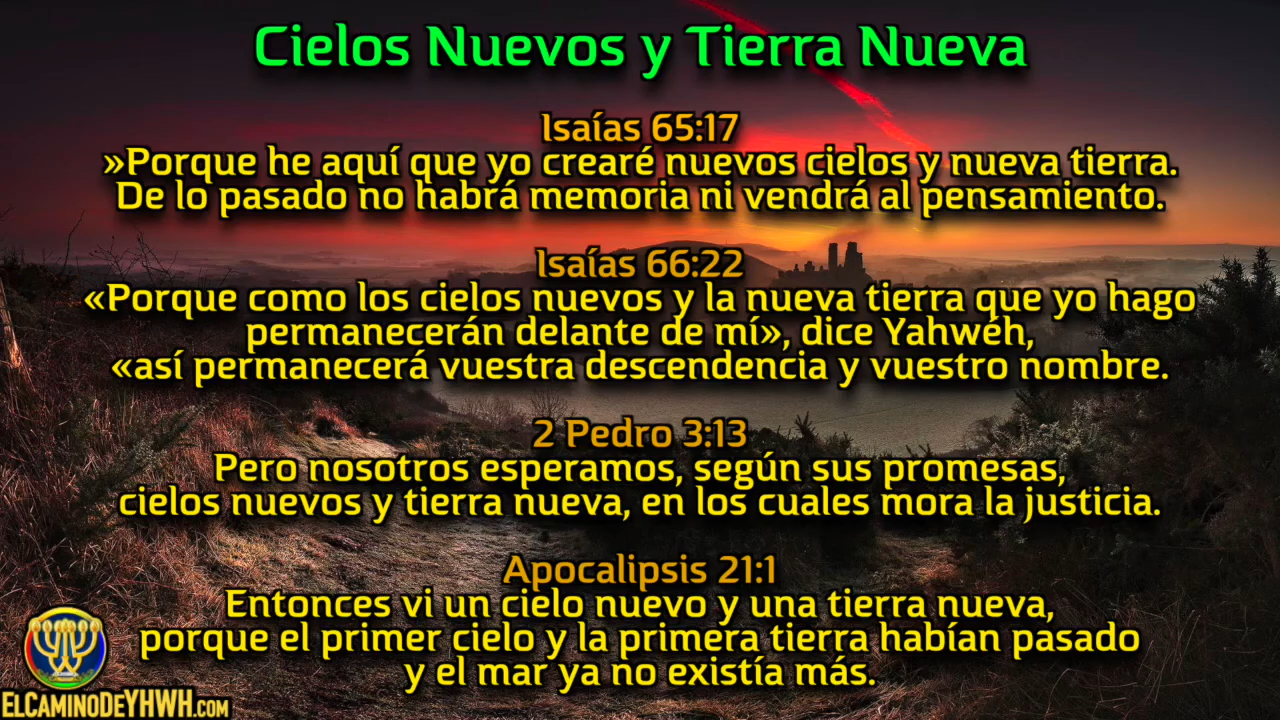 Cielos Nuevos y Tierra Nueva
Isaías 65:17
»Porque he aquí que yo crearé nuevos cielos y nueva tierra.
De lo pasado no habrá memoria ni vendrá al pensamiento.
Isaías 66:22
«Porque como los cielos nuevos y la nueva tierra que yo hago
permanecerán delante de mí», dice Yahwéh,
«así permanecerá vuestra descendencia y vuestro nombre.
2 Pedro 3:13
Pero nosotros esperamos, según sus promesas,
cielos nuevos y tierra nueva, en los cuales mora la justicia.
Apocalipsis 21:1
Entonces vi un cielo nuevo y una tierra nueva,
porque el primer cielo y la primera tierra habían pasado
y el mar ya no existía más.
ELCAMINODEYHWH.com